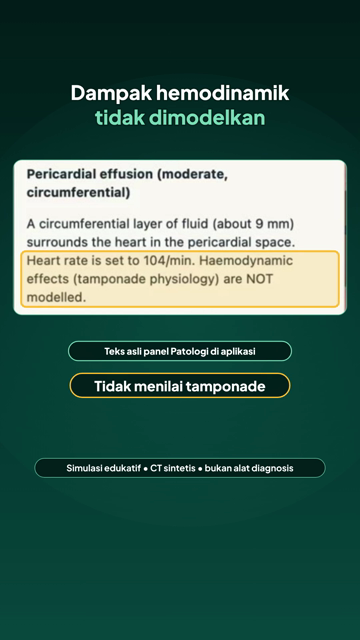 Dampak hemodinamik
tidak dimodelkan
Pericardial effusion (moderate,
circumferential)
A circumferential layer of fluid (about 9 mm)
surrounds the heart in the pericardial space.
Heart rate is set to 104/min. Haemodynamic
effects (tamponade physiology) are NOT
modelled.
Teks asli panel Patologi di aplikasi
Tidak menilai tamponade
Simulasi edukatif • CT sintetis • bukan alat diagnosis